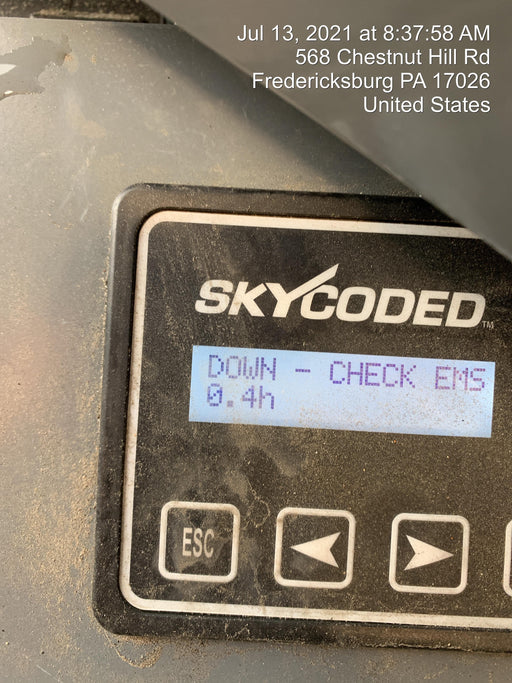 Jul 13, 2021 at 8:37:58 AM
568 Chestnut Hill Rd
Fredericksburg PA 17026
United States
SKYCODED™
DOWN - CHECK EMS
0.4h
ESC